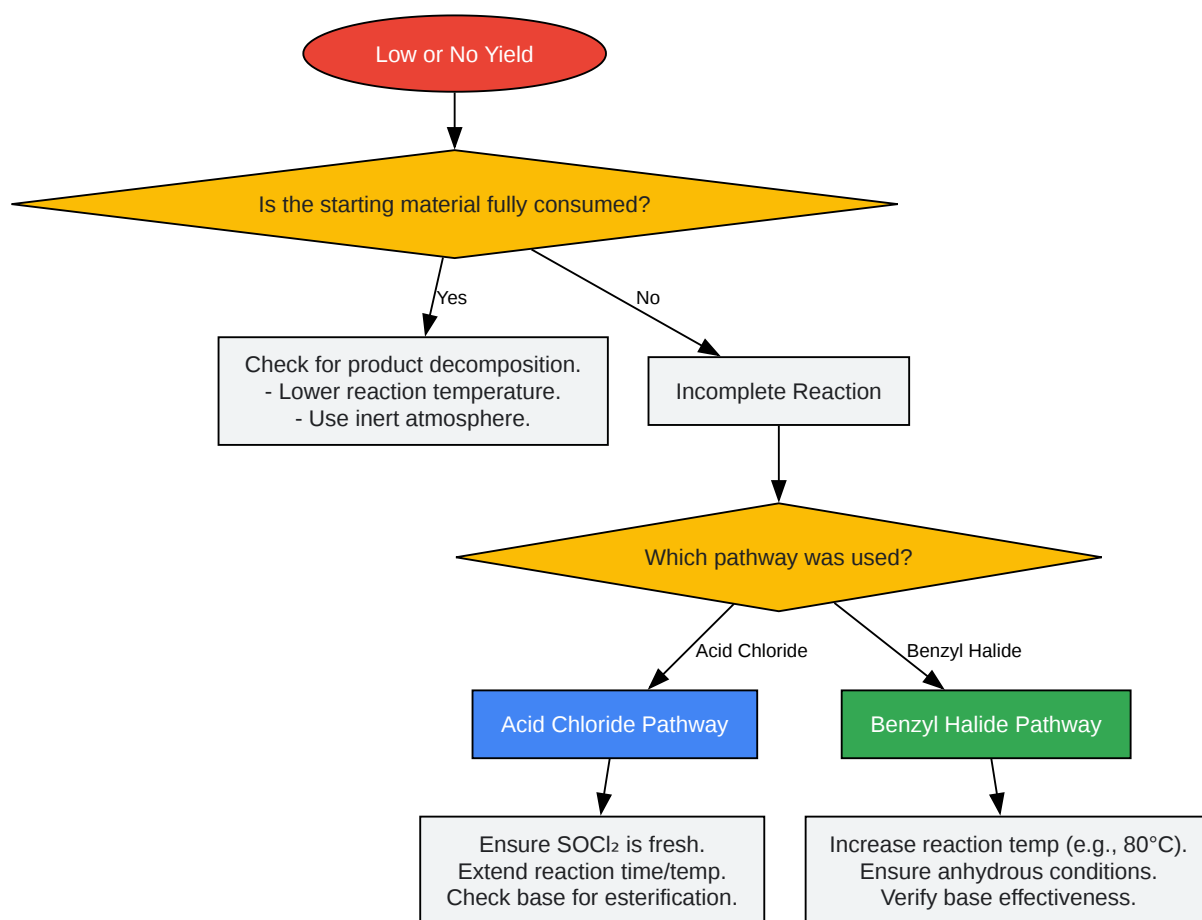 Low or No Yield
Is the starting material fully consumed?
Yes
No
Check for product decomposition.
- Lower reaction temperature.
- Use inert atmosphere.
Incomplete Reaction
Which pathway was used?
Acid Chloride
Benzyl Halide
Acid Chloride Pathway
Benzyl Halide Pathway
Ensure SOCl₂ is fresh.
Extend reaction time/temp.
Check base for esterification.
Increase reaction temp (e.g., 80°C).
Ensure anhydrous conditions.
Verify base effectiveness.